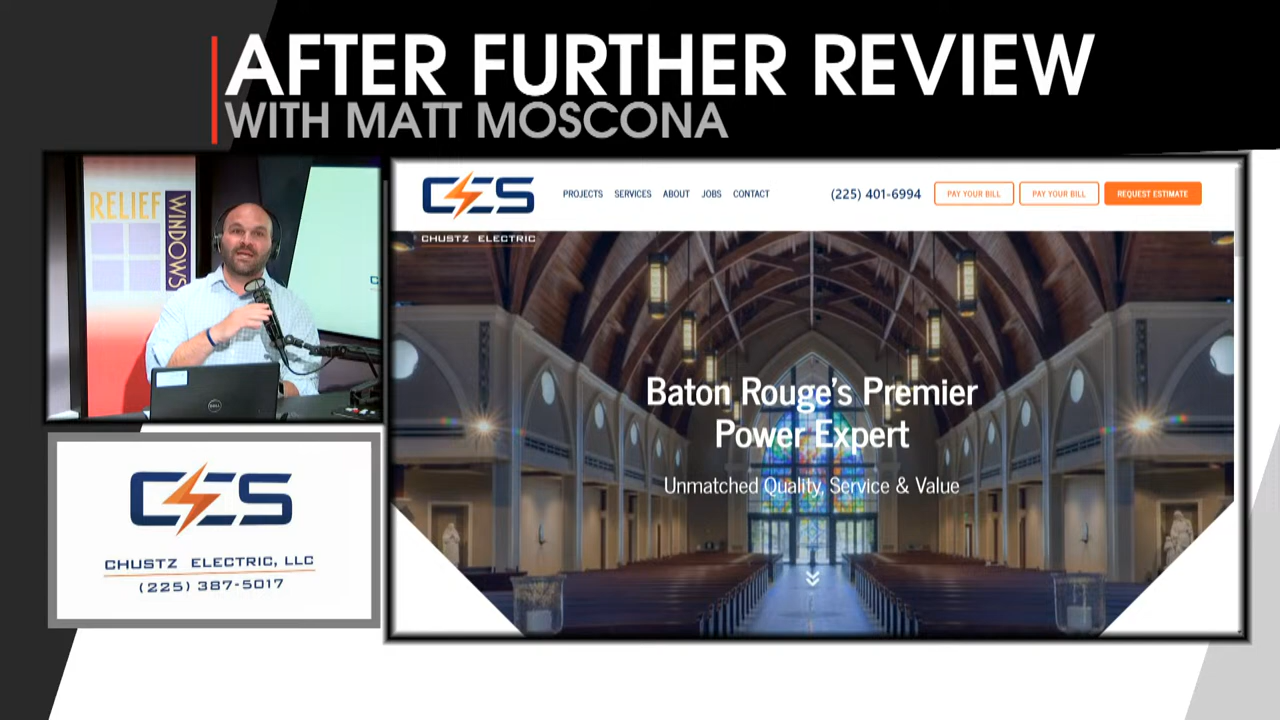 AFTER FURTHER REVIEW
WITH MATT MOSCONA
RELIEF
WINDOWS
CES
PROJECTS SERVICES ABOUT JOBS CONTACT (225) 401-6994 PAY YOUR BILL PAY YOUR BILL REQUEST ESTIMATE
CHUSTZ ELECTRIC
Baton Rouge's Premier
Power Expert
Unmatched Quality, Service & Value
DELL
CES
CHUSTZ ELECTRIC, LLC
(225) 387-5017